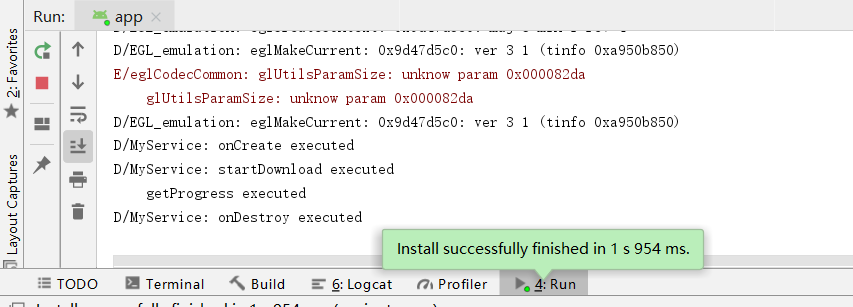 Run: app
D/EGL_emulation: eglMakeCurrent: 0x9d47d5c0: ver 3 1 (tinfo 0xa950b850)
E/eglCodecCommon: glUtilsParamSize: unknow param 0x000082da
glUtilsParamSize: unknow param 0x000082da
D/EGL_emulation: eglMakeCurrent: 0x9d47d5c0: ver 3 1 (tinfo 0xa950b850)
D/MyService: onCreate executed
D/MyService: startDownload executed
getProgress executed
D/MyService: onDestroy executed
2: Favorites
Layout Captures
Install successfully finished in 1 s 954 ms.
TODO Terminal Build 6: Logcat Profiler 4: Run